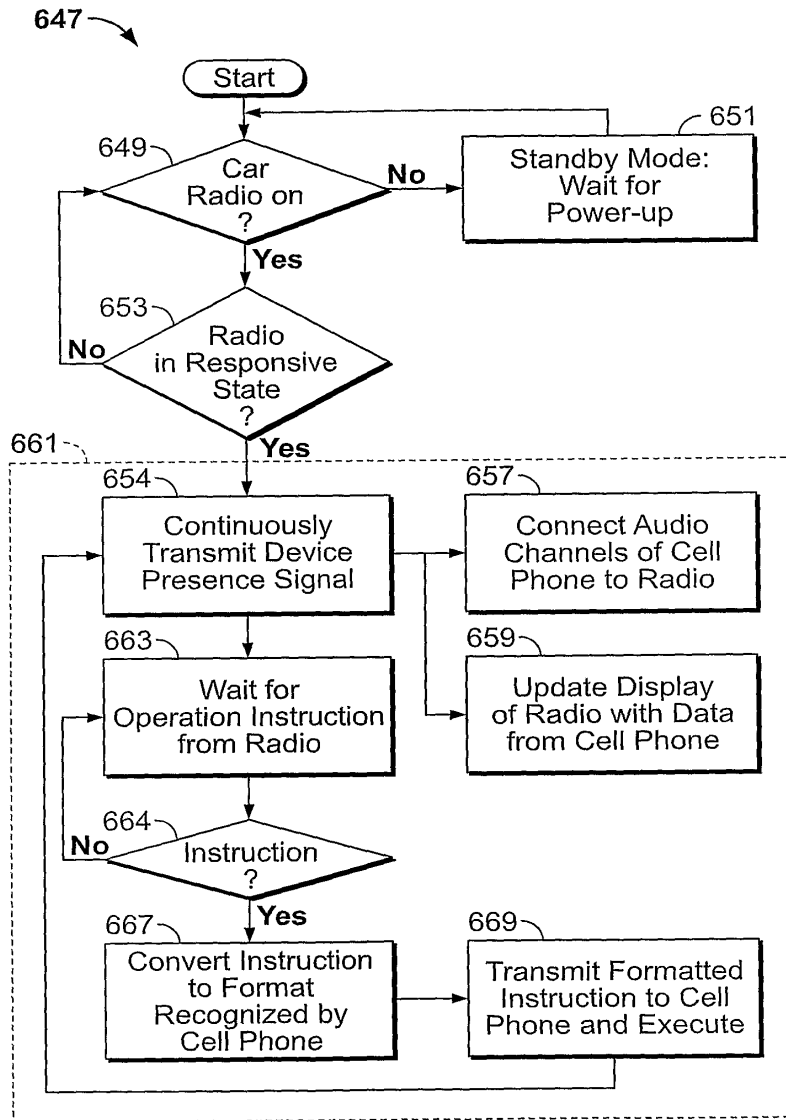 647
Start
649
Car
Radio on
?
No
Yes
651
Standby Mode:
Wait for
Power-up
653
Radio
in Responsive
State
?
No
Yes
661
654
Continuously
Transmit Device
Presence Signal
657
Connect Audio
Channels of Cell
Phone to Radio
659
Update Display
of Radio with Data
from Cell Phone
663
Wait for
Operation Instruction
from Radio
664
Instruction
?
No
Yes
667
Convert Instruction
to Format
Recognized by
Cell Phone
669
Transmit Formatted
Instruction to Cell
Phone and Execute